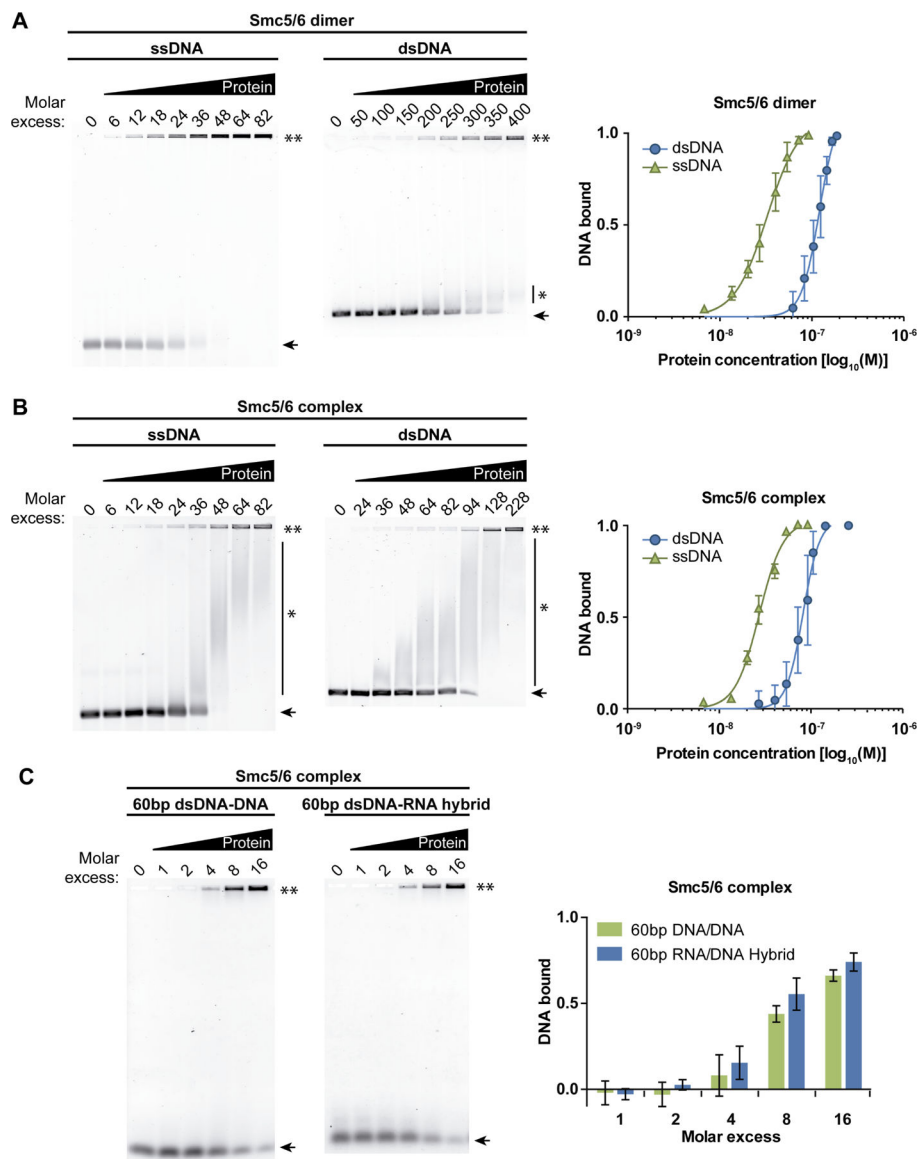 A
Smc5/6 dimer
ssDNA
dsDNA
Protein
Protein
Molar
excess:
0 6 12 18 24 36 48 64 82
0 50 100 150 200 250 300 350 400
**
**
*
Smc5/6 dimer
dsDNA
ssDNA
DNA bound
1.0
0.5
0.0
10-9 10-8 10-7 10-6
Protein concentration [log10(M)]
B
Smc5/6 complex
ssDNA
dsDNA
Protein
Protein
Molar
excess:
0 6 12 18 24 36 48 64 82
0 24 36 48 64 82 94 128 228
**
**
*
*
Smc5/6 complex
dsDNA
ssDNA
DNA bound
1.0
0.5
0.0
10-9 10-8 10-7 10-6
Protein concentration [log10(M)]
C
Smc5/6 complex
60bp dsDNA-DNA
60bp dsDNA-RNA hybrid
Protein
Protein
Molar
excess:
0 1 2 4 8 16
0 1 2 4 8 16
**
**
Smc5/6 complex
60bp DNA/DNA
60bp RNA/DNA Hybrid
DNA bound
1.0
0.5
0.0
1 2 4 8 16
Molar excess